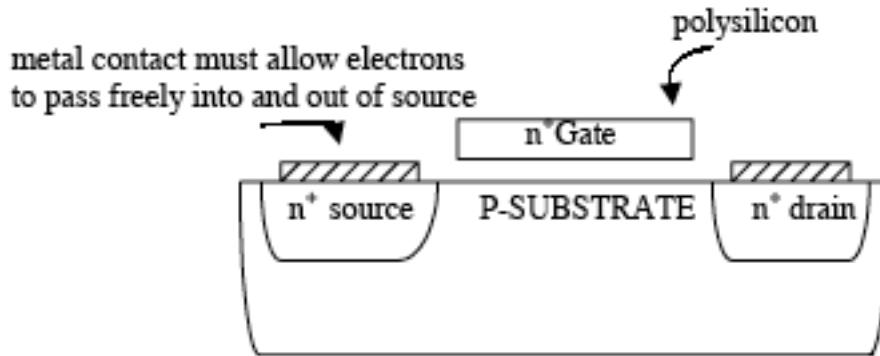 polysilicon
metal contact must allow electrons
to pass freely into and out of source
n⁺Gate
n⁺ source
P-SUBSTRATE
n⁺ drain